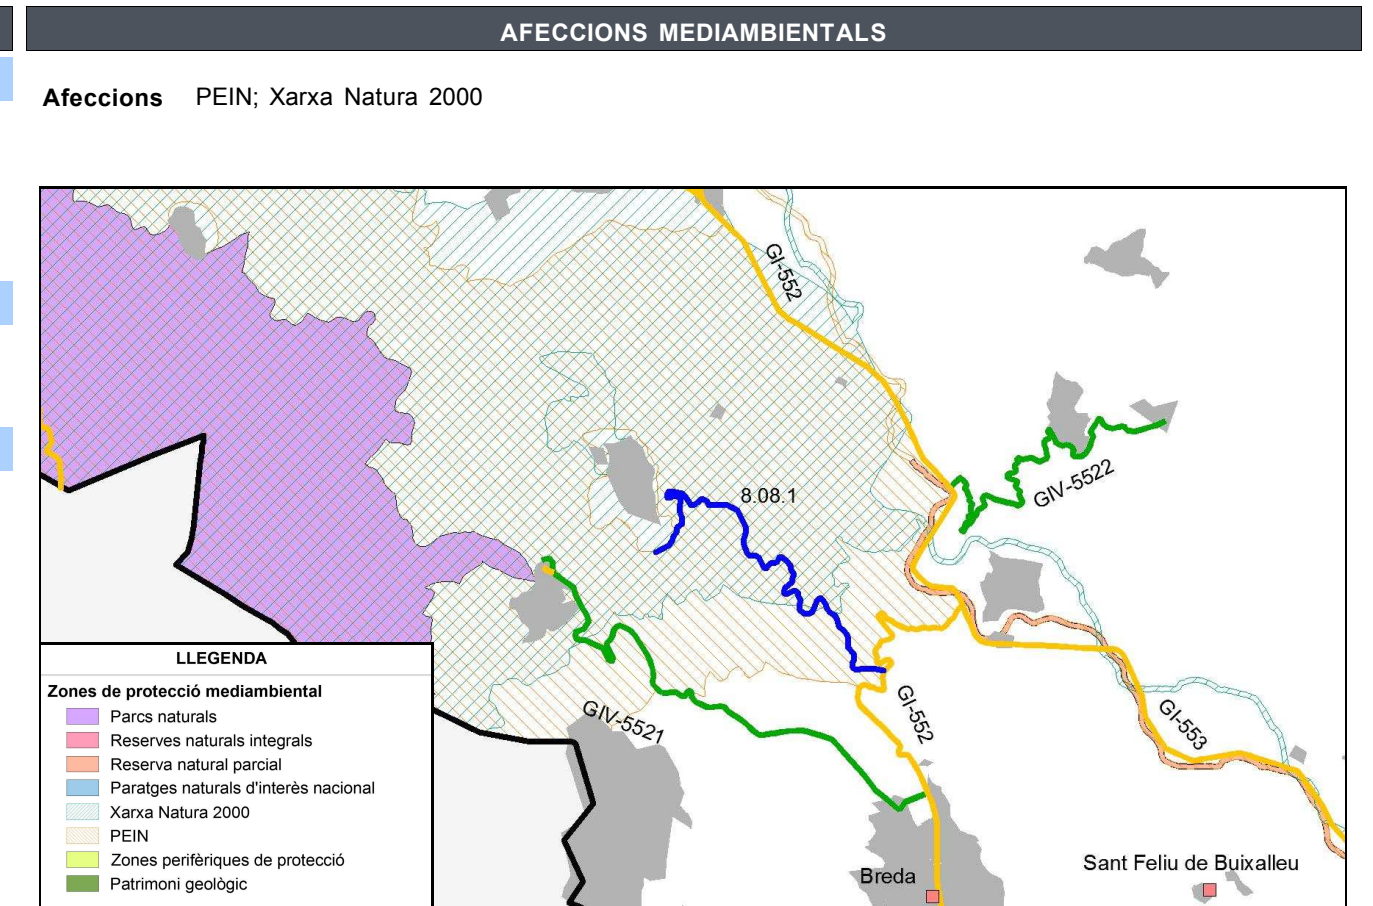 AFECCIONS MEDIAMBIENTALS
Afeccions PEIN; Xarxa Natura 2000
GI-552
8.08.1
GIV-5522
GIV-5521
GI-552
GI-553
LLEGENDA
Zones de protecció mediambiental
Parcs naturals
Reserves naturals integrals
Reserva natural parcial
Paratges naturals d'interès nacional
Xarxa Natura 2000
PEIN
Zones perifèriques de protecció
Patrimoni geològic
Breda
Sant Feliu de Buixalleu